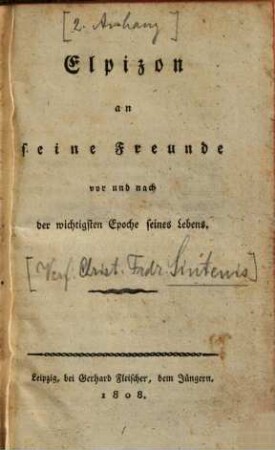 [2. Anhang]
Elpizon
an
seine Freunde
vor und nach
der wichtigsten Epoche seines Lebens.
[Verf. Christ. Frdr. Sintenis]
Leipzig, bei Gerhard Fleischer, dem Jüngern.
1808.